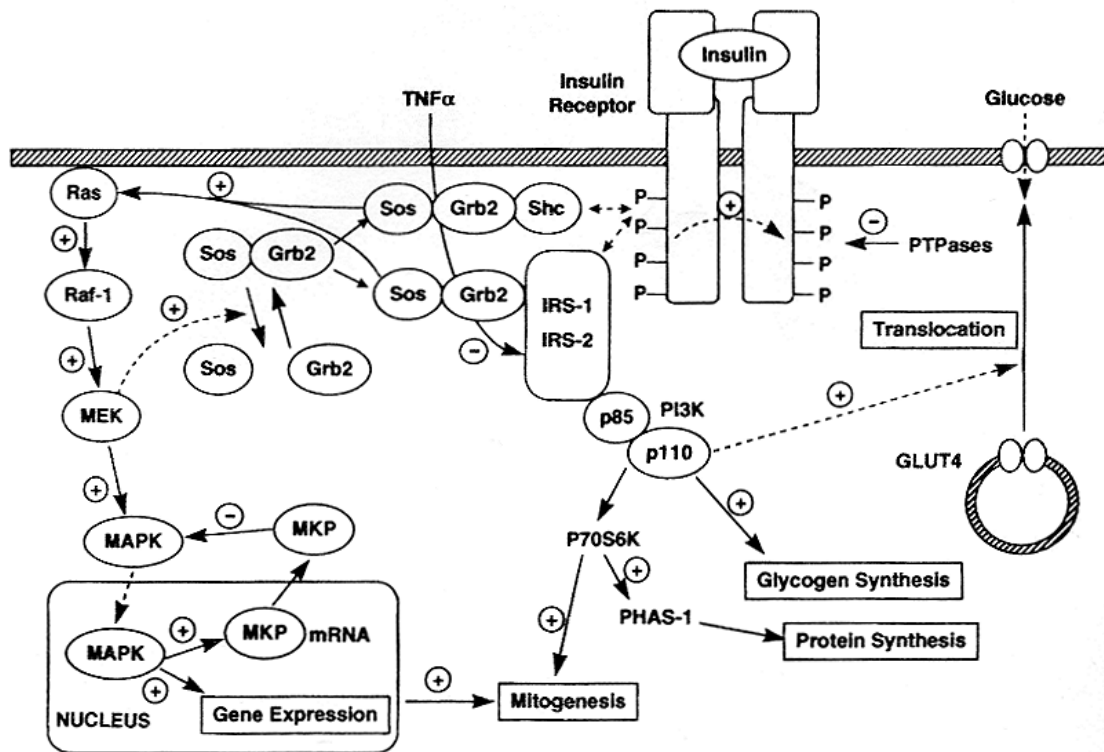 Insulin
Insulin
Receptor
TNFα
Glucose
Ras
+
Sos
Grb2
Shc
P
+
P
P
P
−
PTPases
P
P
P
P
+
Sos
Grb2
Raf-1
+
Sos
Grb2
IRS-1
IRS-2
−
Translocation
+
Sos
Grb2
MEK
p85
PI3K
p110
+
GLUT4
+
+
MAPK
−
MKP
P70S6K
+
Glycogen Synthesis
PHAS-1
Protein Synthesis
MAPK
+
MKP
mRNA
+
+
NUCLEUS
Gene Expression
+
Mitogenesis